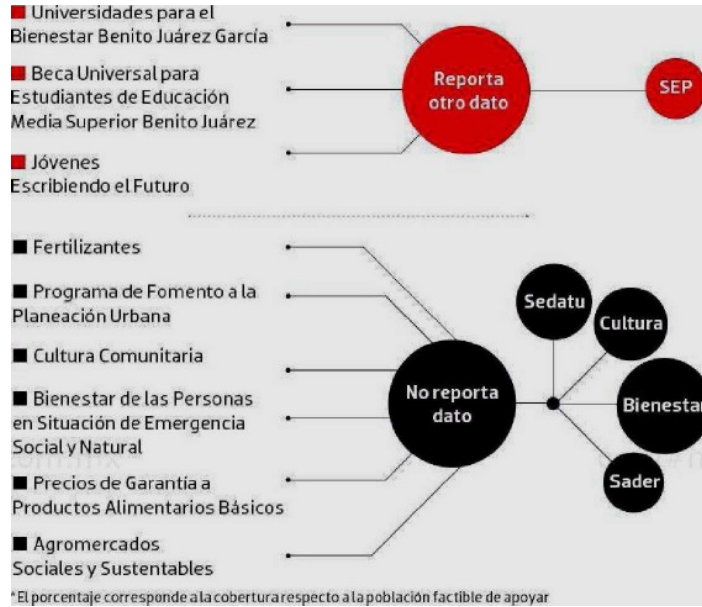 Universidades para el
Bienestar Benito Juárez García
Beca Universal para
Estudiantes de Educación
Media Superior Benito Juárez
Jóvenes
Escribiendo el Futuro
Reporta
otro dato
SEP
Fertilizantes
Programa de Fomento a la
Planeación Urbana
Cultura Comunitaria
Bienestar de las Personas
en Situación de Emergencia
Social y Natural
Precios de Garantía a
Productos Alimentarios Básicos
Agromercados
Sociales y Sustentables
No reporta
dato
Sedatu
Cultura
Bienestar
Sader
*El porcentaje corresponde a la cobertura respecto a la población factible de apoyar